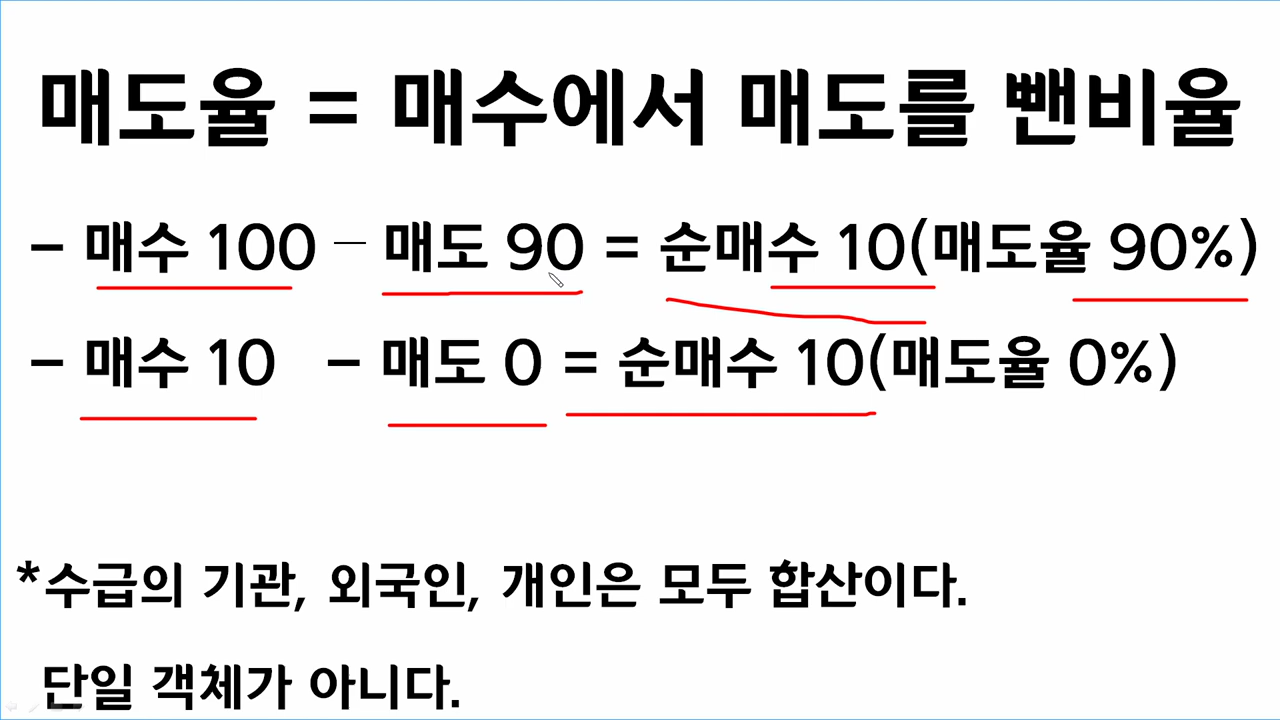 매도율 = 매수에서 매도를 뺀비율
- 매수 100 - 매도 90 = 순매수 10(매도율 90%)
- 매수 10 - 매도 0 = 순매수 10(매도율 0%)
*수급의 기관, 외국인, 개인은 모두 합산이다.
단일 객체가 아니다.